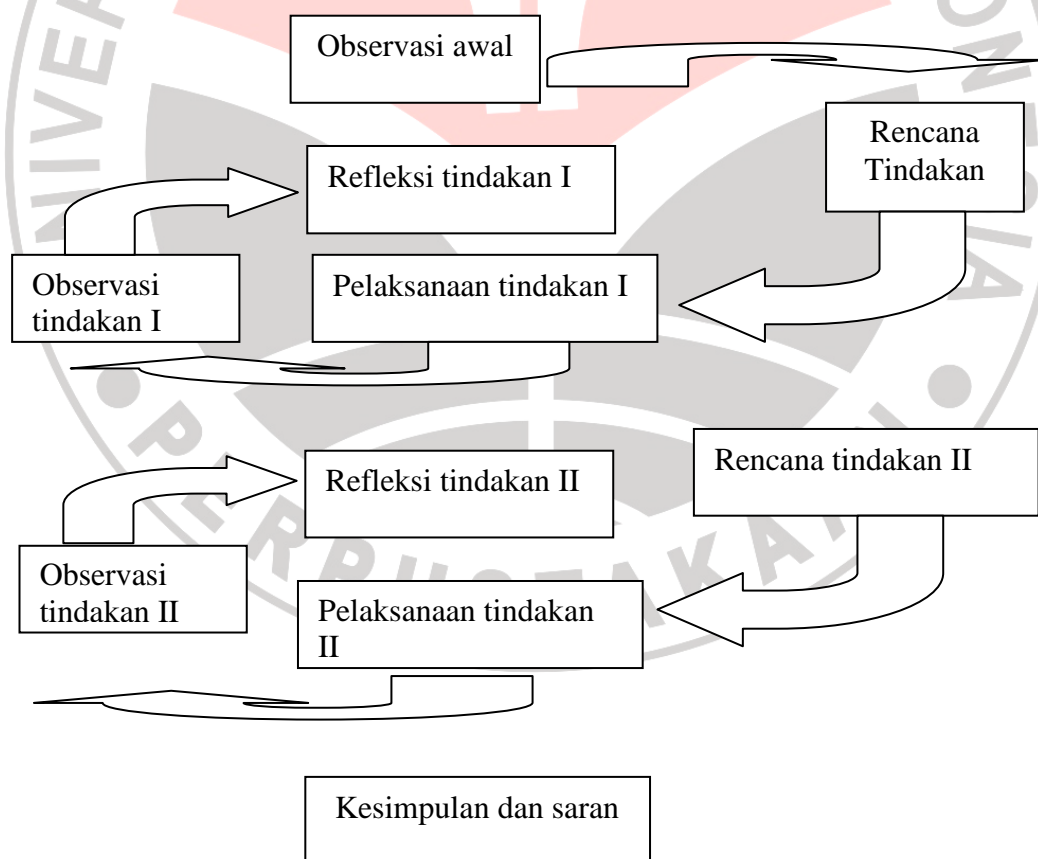 Observasi awal
Rencana
Tindakan
Refleksi tindakan I
Observasi
tindakan I
Pelaksanaan tindakan I
Refleksi tindakan II
Rencana tindakan II
Observasi
tindakan II
Pelaksanaan tindakan
II
Kesimpulan dan saran
PERPUSTAKAAN